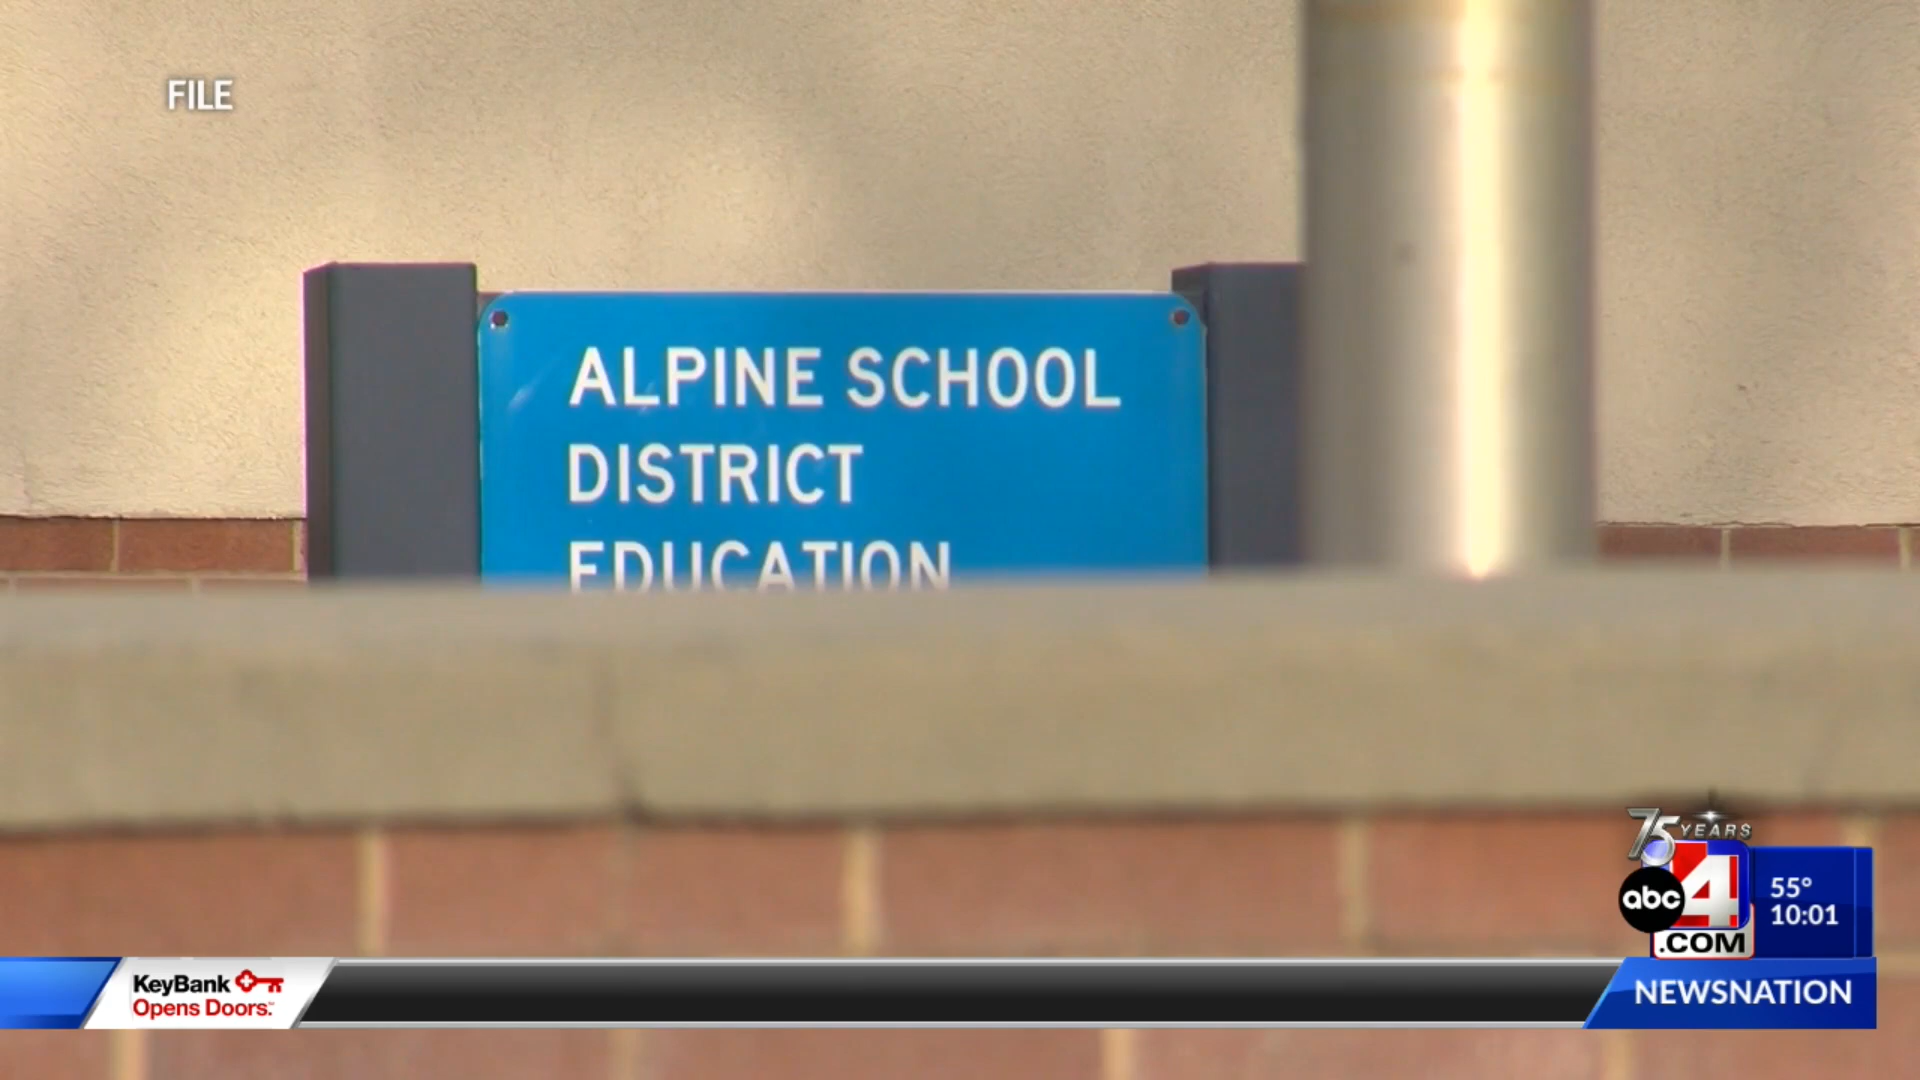 FILE
ALPINE SCHOOL
DISTRICT
EDUCATION
75 YEARS
abc 4
.COM
55°
10:01
KeyBank
Opens Doors.
NEWSNATION